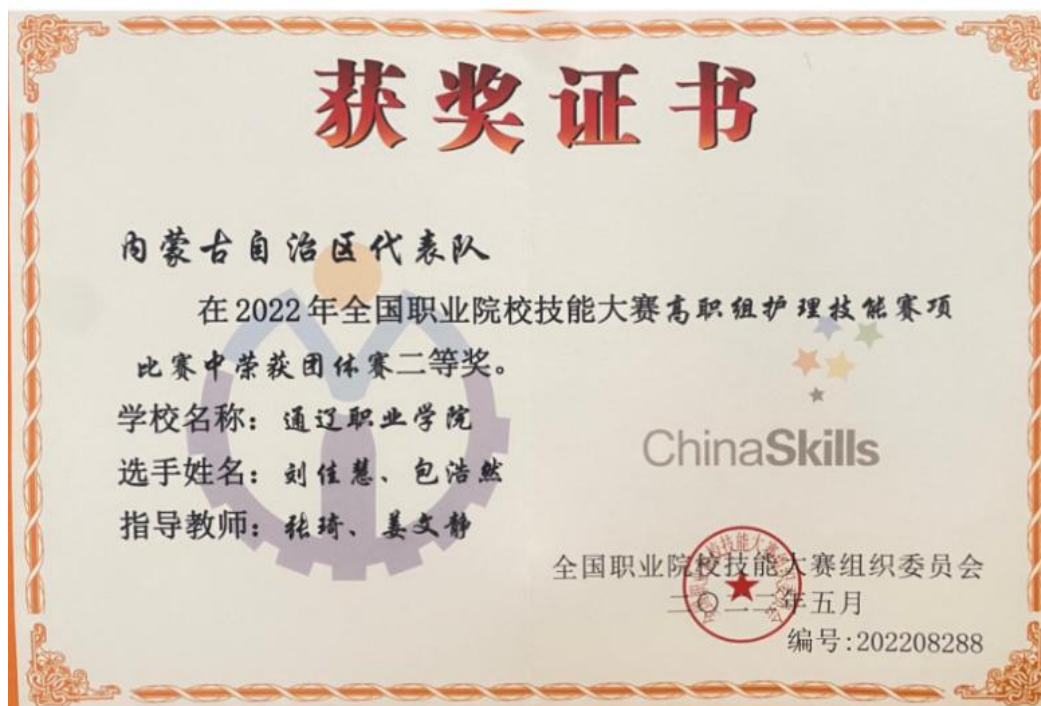 获奖证书
内蒙古自治区代表队
在2022年全国职业院校技能大赛高职组护理技能赛项
比赛中荣获团体赛二等奖。
学校名称：通辽职业学院
选手姓名：刘佳慧、包浩然
指导教师：张琦、姜文静
ChinaSkills
全国职业院校技能大赛组织委员会
二〇二二年五月
编号:202208288